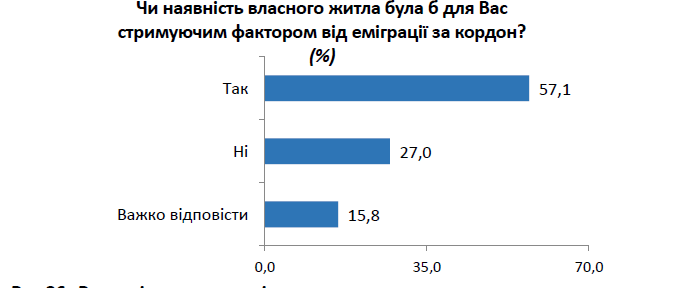 Чи наявність власного житла була б для Вас
стримуючим фактором від еміграції за кордон?
(%)
Так 57,1
Ні 27,0
Важко відповісти 15,8
0,0 35,0 70,0